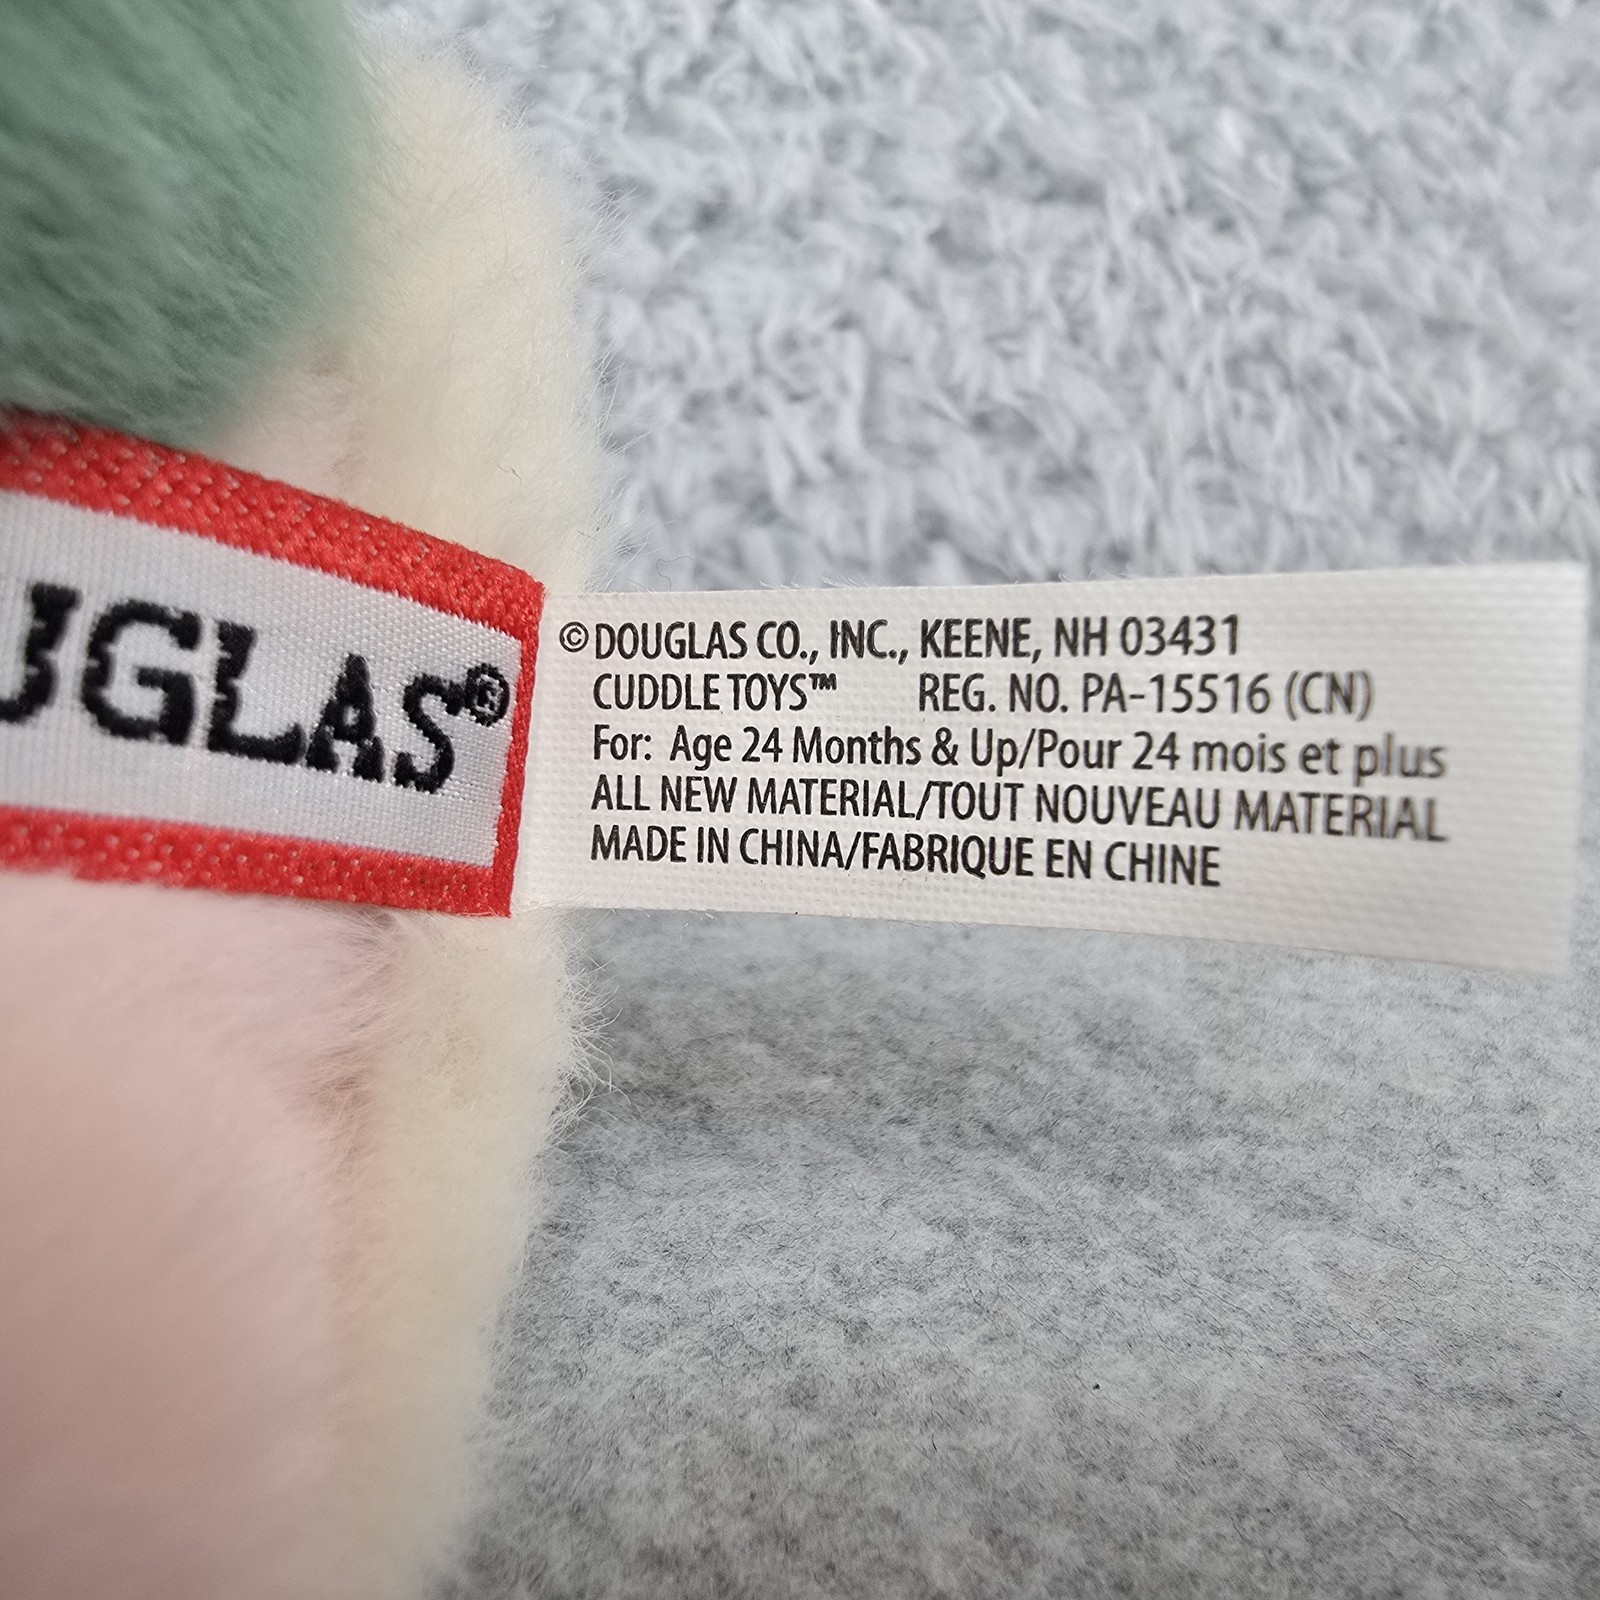 UGLAS®
© DOUGLAS CO., INC., KEENE, NH 03431
CUDDLE TOYS™ REG. NO. PA-15516 (CN)
For: Age 24 Months & Up/Pour 24 mois et plus
ALL NEW MATERIAL/TOUT NOUVEAU MATERIAL
MADE IN CHINA/FABRIQUE EN CHINE